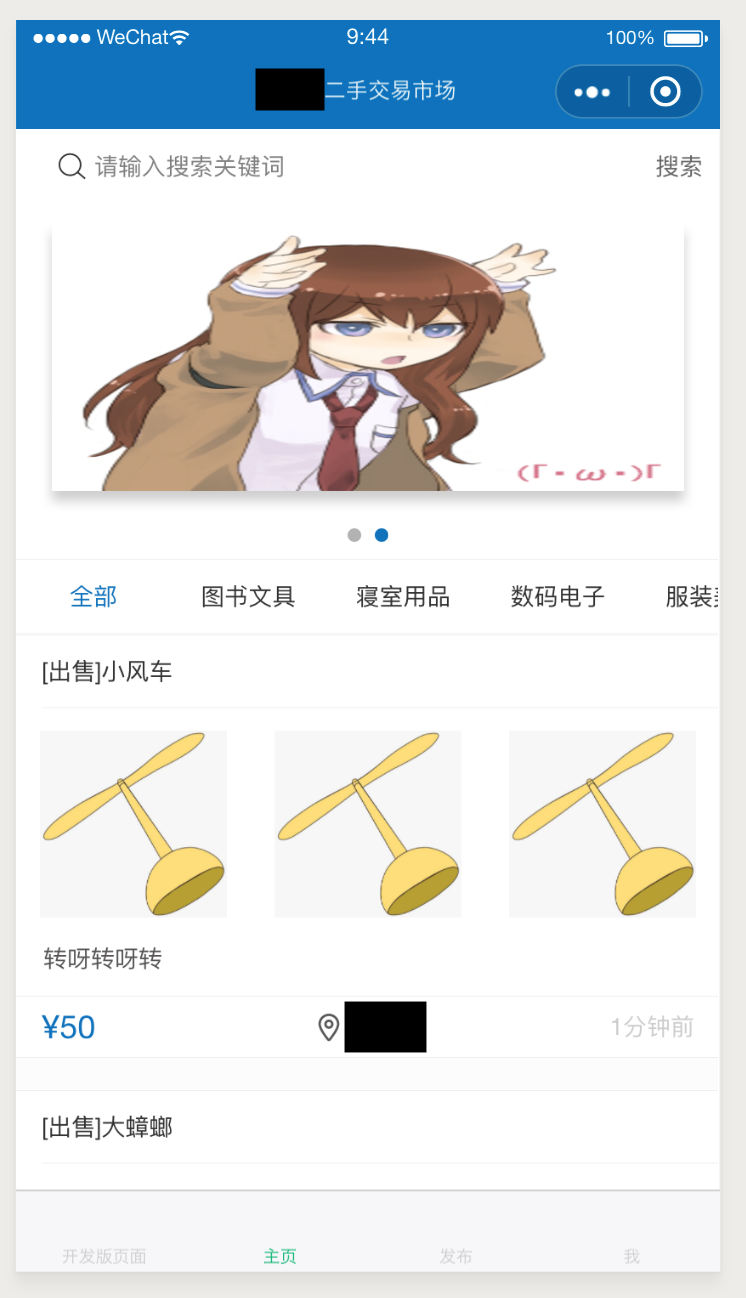 WeChat 9:44 100%
二手交易市场
请输入搜索关键词 搜索
(Γ・ω・)Γ
全部 图书文具 寝室用品 数码电子 服装
[出售]小风车
转呀转呀转
¥50 1分钟前
[出售]大蟑螂
开发版页面 主页 发布 我